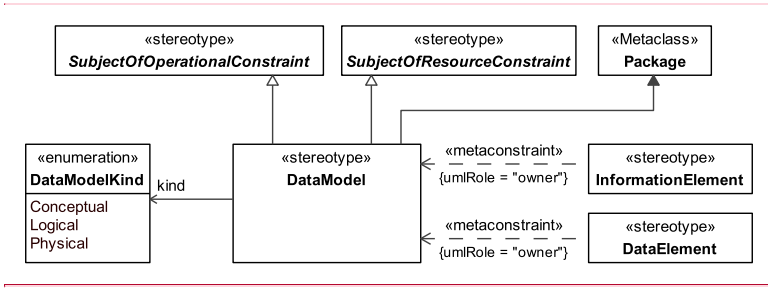 «stereotype»
SubjectOfOperationalConstraint
«stereotype»
SubjectOfResourceConstraint
«Metaclass»
Package
«enumeration»
DataModelKind
Conceptual
Logical
Physical
kind
«stereotype»
DataModel
«metaconstraint»
{umlRole = "owner"}
«stereotype»
InformationElement
«metaconstraint»
{umlRole = "owner"}
«stereotype»
DataElement